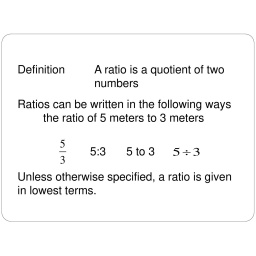 Definition A ratio is a quotient of two
numbers
Ratios can be written in the following ways
the ratio of 5 meters to 3 meters
5/3 5:3 5 to 3 5 ÷ 3
Unless otherwise specified, a ratio is given
in lowest terms.